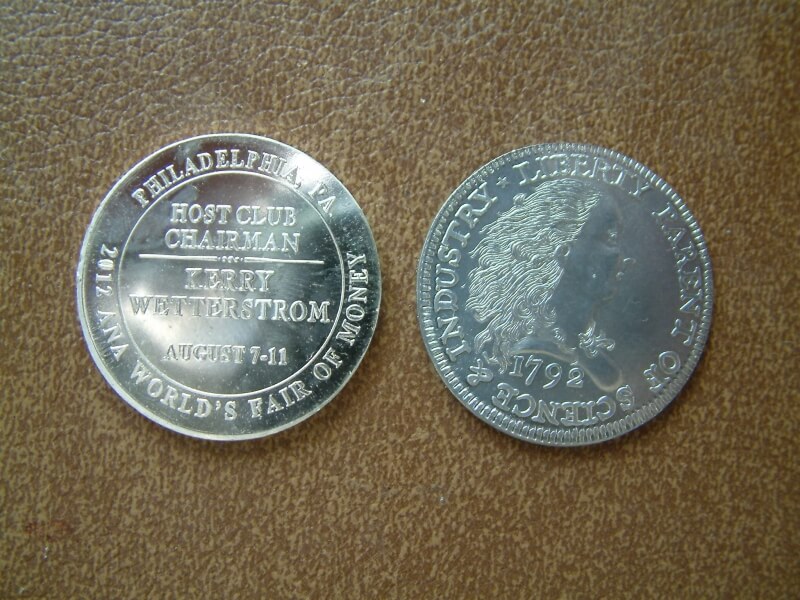 PHILADELPHIA, PA
HOST CLUB
CHAIRMAN
KERRY
WETTERSTROM
AUGUST 7-11
2012 ANA WORLD'S FAIR OF MONEY
LIBERTY PARENT OF SCIENCE & INDUSTRY
1792